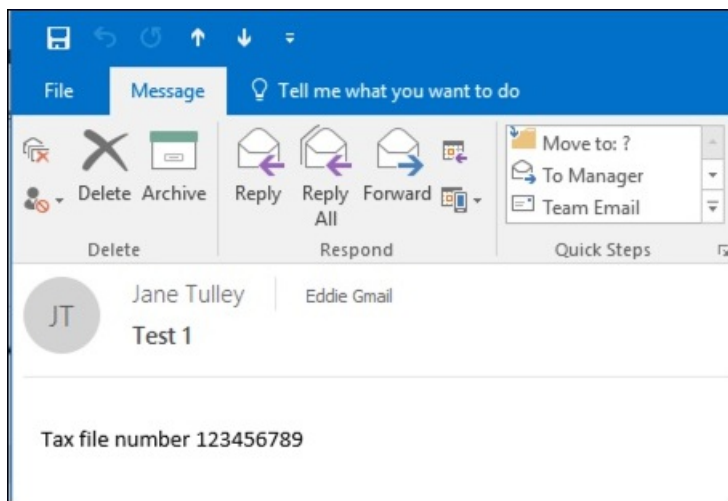 File Message Tell me what you want to do
Delete Archive Reply Reply All Forward
Move to: ?
To Manager
Team Email
Delete Respond Quick Steps
JT
Jane Tulley Eddie Gmail
Test 1
Tax file number 123456789